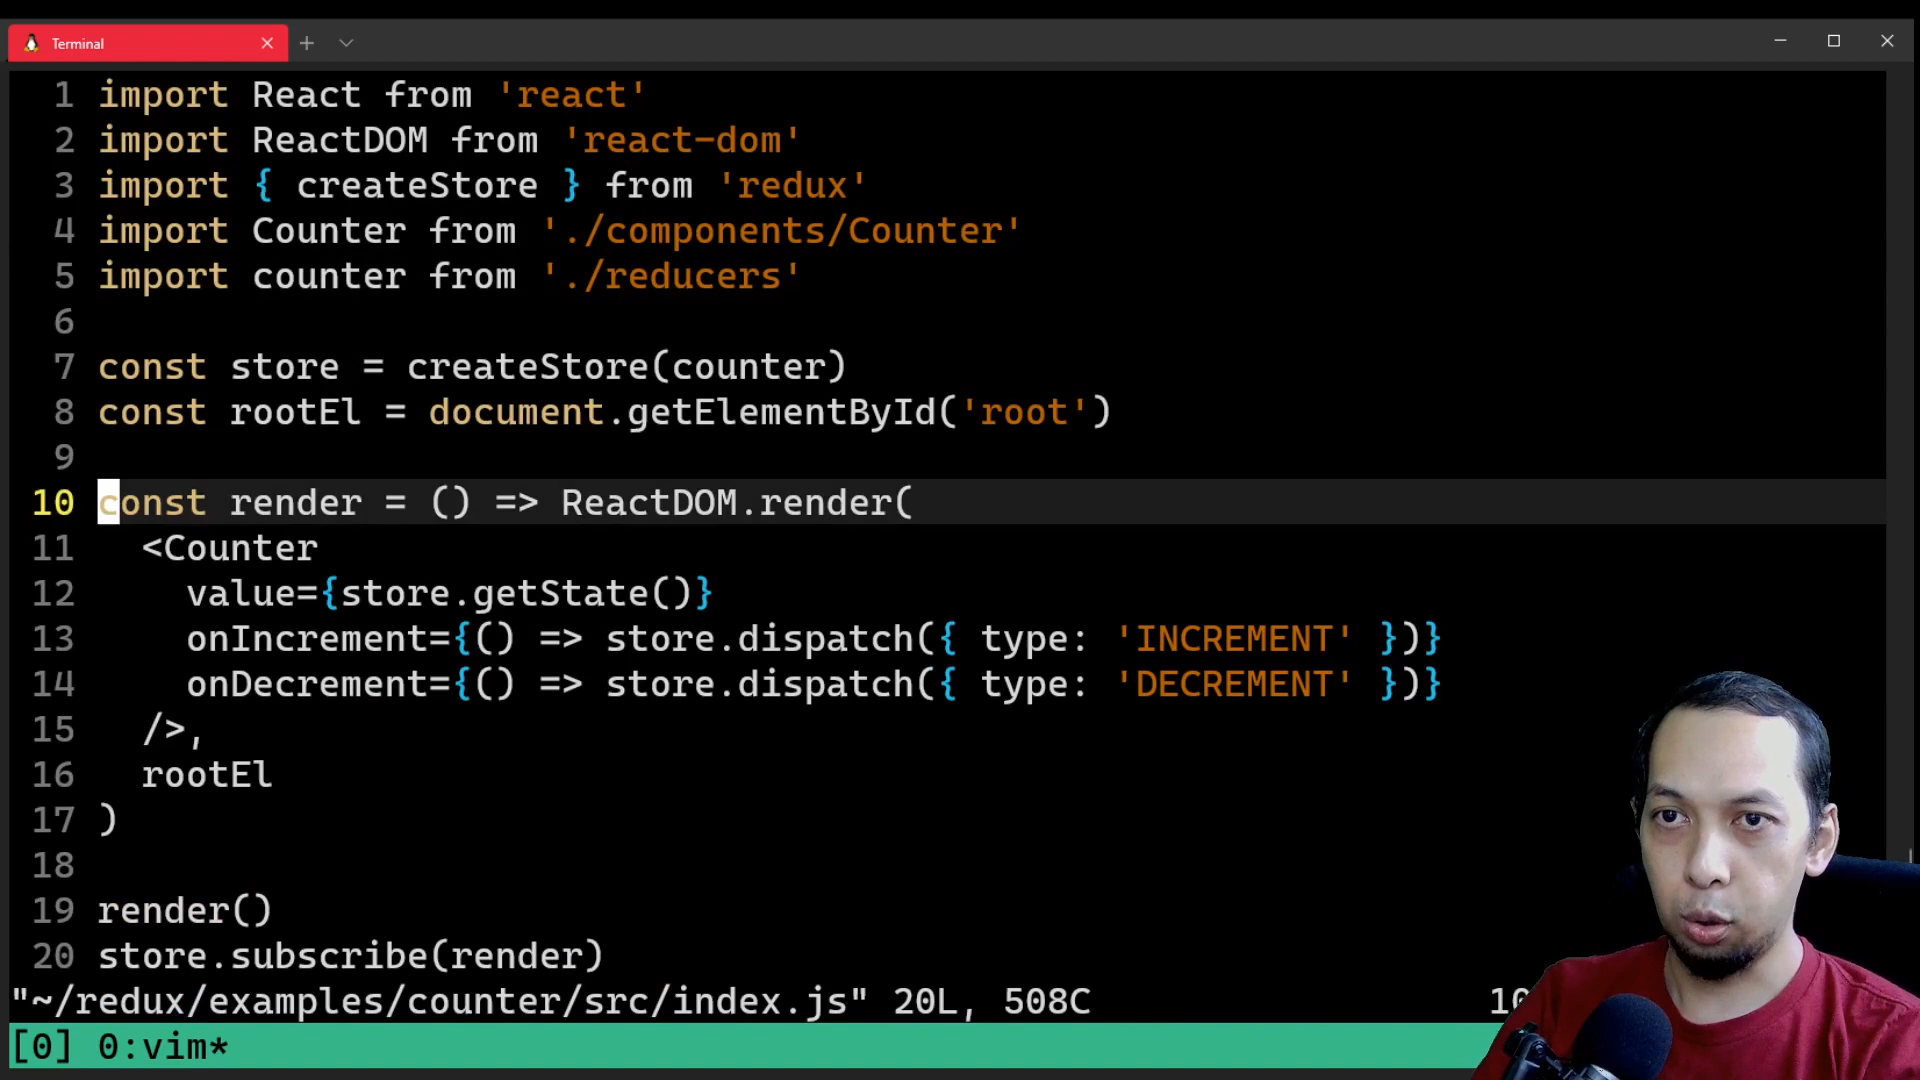 Terminal
1 import React from 'react'
2 import ReactDOM from 'react-dom'
3 import { createStore } from 'redux'
4 import Counter from './components/Counter'
5 import counter from './reducers'
6
7 const store = createStore(counter)
8 const rootEl = document.getElementById('root')
9
10 const render = () => ReactDOM.render(
11   <Counter
12     value={store.getState()}
13     onIncrement={() => store.dispatch({ type: 'INCREMENT' })}
14     onDecrement={() => store.dispatch({ type: 'DECREMENT' })}
15   />,
16   rootEl
17 )
18
19 render()
20 store.subscribe(render)
"~/redux/examples/counter/src/index.js" 20L, 508C
[0] 0:vim*